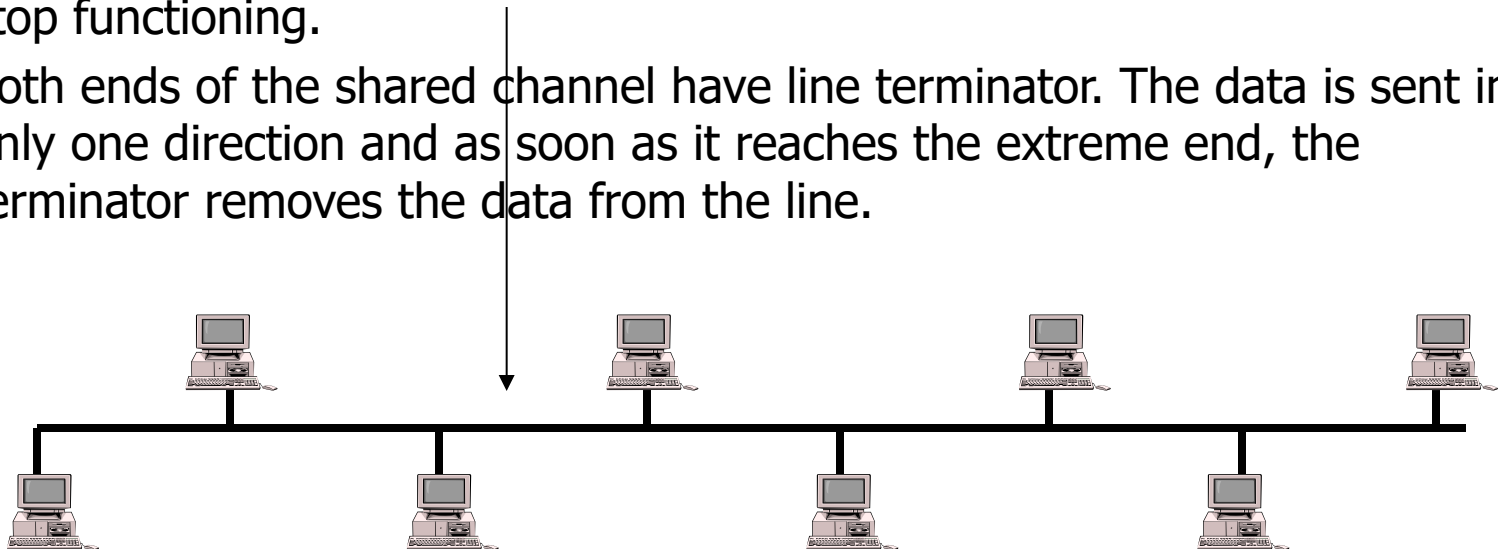 top functioning.
oth ends of the shared channel have line terminator. The data is sent in
nly one direction and as soon as it reaches the extreme end, the
erminator removes the data from the line.